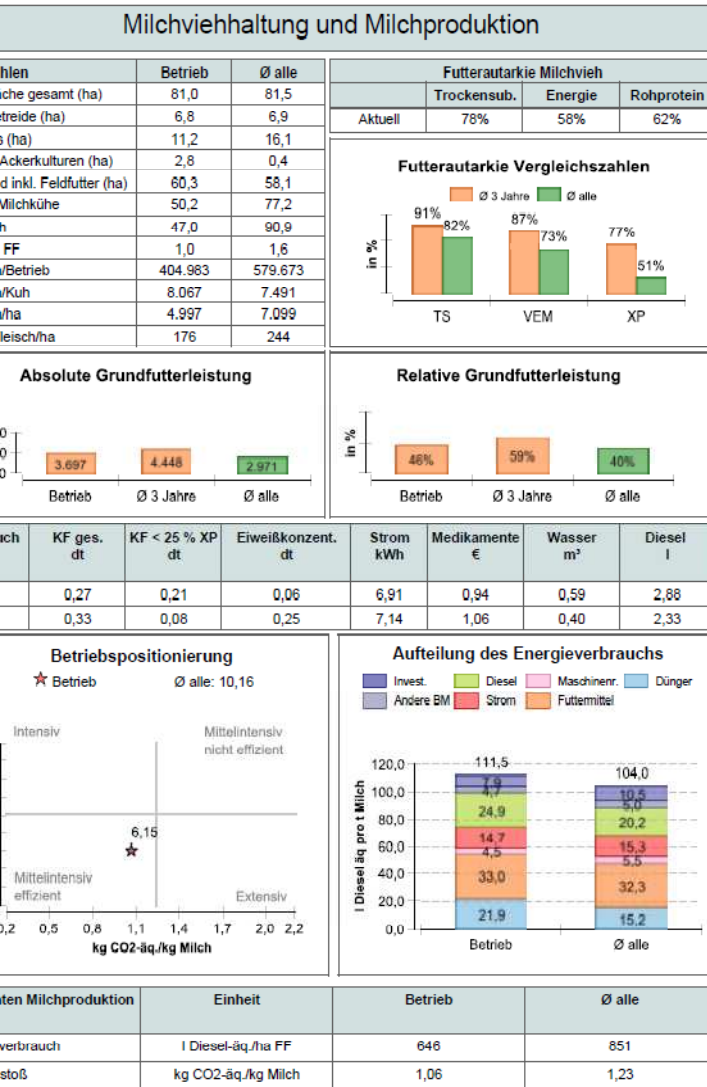 Milchviehhaltung und Milchproduktion
hlen Betrieb Ø alle
che gesamt (ha) 81,0 81,5
treide (ha) 6,8 6,9
s (ha) 11,2 16,1
Ackerkulturen (ha) 2,8 0,4
d inkl. Feldfutter (ha) 60,3 58,1
Milchkühe 50,2 77,2
h 47,0 90,9
FF 1,0 1,6
/Betrieb 404.983 579.673
/Kuh 8.067 7.491
/ha 4.997 7.099
leisch/ha 176 244
Futterautarkie Milchvieh
Trockensub. Energie Rohprotein
Aktuell 78% 58% 62%
Futterautarkie Vergleichszahlen
Ø 3 Jahre Ø alle
in %
91% 82% 87% 73% 77% 51%
TS VEM XP
Absolute Grundfutterleistung
0
0
3.697 4.448 2.971
Betrieb Ø 3 Jahre Ø alle
Relative Grundfutterleistung
in %
46% 59% 40%
Betrieb Ø 3 Jahre Ø alle
uch KF ges. KF < 25 % XP Eiweißkonzent. Strom Medikamente Wasser Diesel
dt dt dt kWh € m³ l
0,27 0,21 0,06 6,91 0,94 0,59 2,88
0,33 0,08 0,25 7,14 1,06 0,40 2,33
Betriebspositionierung
Betrieb Ø alle: 10,16
Intensiv Mittelintensiv
nicht effizient
6,15
Mittelintensiv
effizient Extensiv
0,2 0,5 0,8 1,1 1,4 1,7 2,0 2,2
kg CO2-äq./kg Milch
Aufteilung des Energieverbrauchs
Invest. Diesel Maschinenr. Dünger
Andere BM Strom Futtermittel
l Diesel äq pro t Milch
120,0
100,0
80,0
60,0
40,0
20,0
0,0
111,5
7,9
4,7
24,9
14,7
4,5
33,0
21,9
104,0
10,5
5,0
20,2
15,3
5,5
32,3
15,2
Betrieb Ø alle
ten Milchproduktion Einheit Betrieb Ø alle
verbrauch l Diesel-äq./ha FF 646 851
stoß kg CO2-äq./kg Milch 1,06 1,23